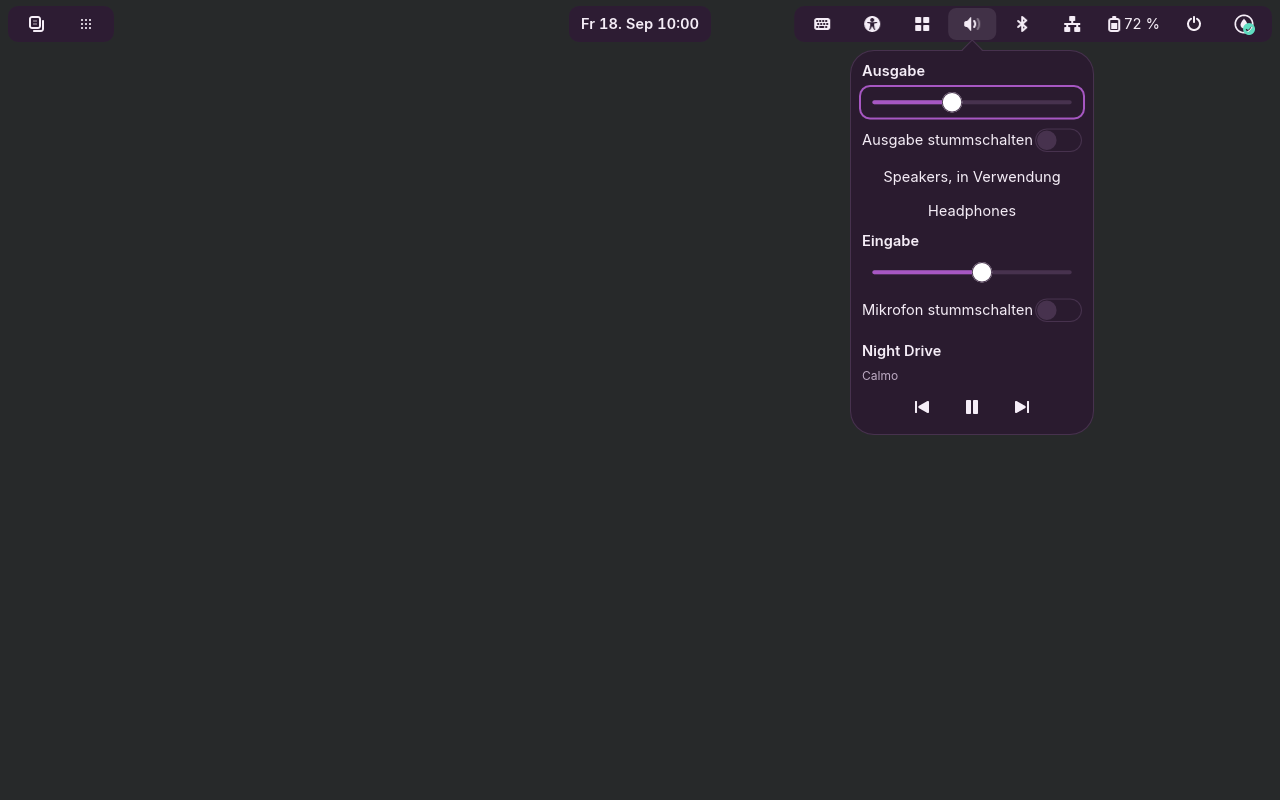 Fr 18. Sep 10:00
72 %
Ausgabe
Ausgabe stummschalten
Speakers, in Verwendung
Headphones
Eingabe
Mikrofon stummschalten
Night Drive
Calmo